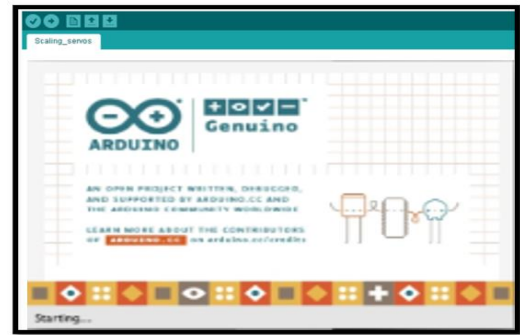 Scaling_servos
ARDUINO
Genuino
AN OPEN PROJECT WRITTEN, DEBUGGED,
AND SUPPORTED BY ARDUINO.CC AND
THE ARDUINO COMMUNITY WORLDWIDE
LEARN MORE ABOUT THE CONTRIBUTORS
OF ARDUINO.CC on arduino.cc/credits
Starting...